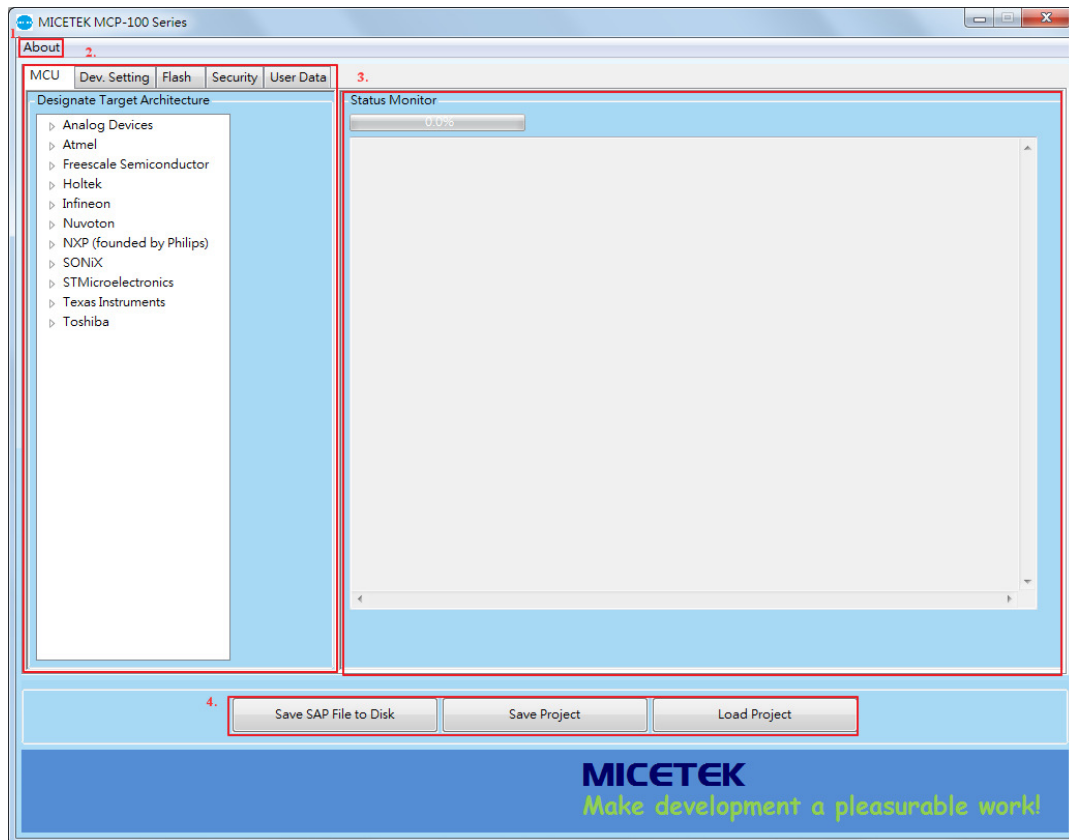 MICETEK MCP-100 Series
1.
About
2.
MCU Dev. Setting Flash Security User Data
3.
Designate Target Architecture
Analog Devices
Atmel
Freescale Semiconductor
Holtek
Infineon
Nuvoton
NXP (founded by Philips)
SONiX
STMicroelectronics
Texas Instruments
Toshiba
Status Monitor
0.0%
4.
Save SAP File to Disk Save Project Load Project
MICETEK
Make development a pleasurable work!